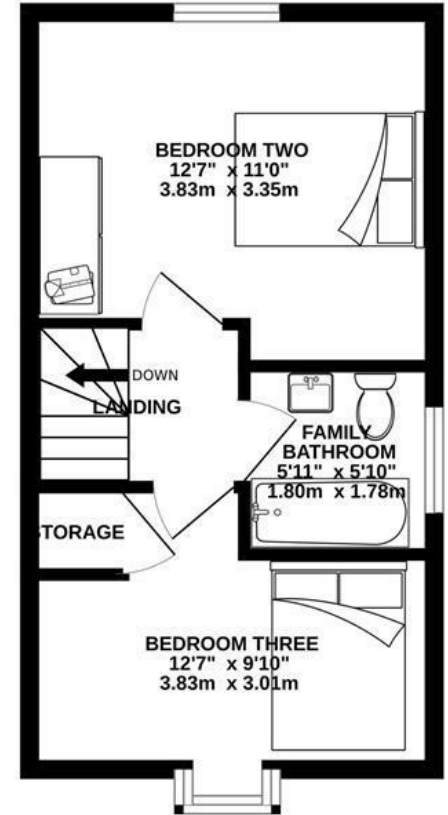 BEDROOM TWO
12'7" x 11'0"
3.83m x 3.35m
DOWN
LANDING
FAMILY
BATHROOM
5'11" x 5'10"
1.80m x 1.78m
STORAGE
BEDROOM THREE
12'7" x 9'10"
3.83m x 3.01m